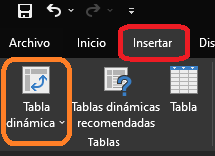 Archivo Inicio Insertar Dis
Tabla dinámica
Tablas dinámicas recomendadas
Tabla
Tablas